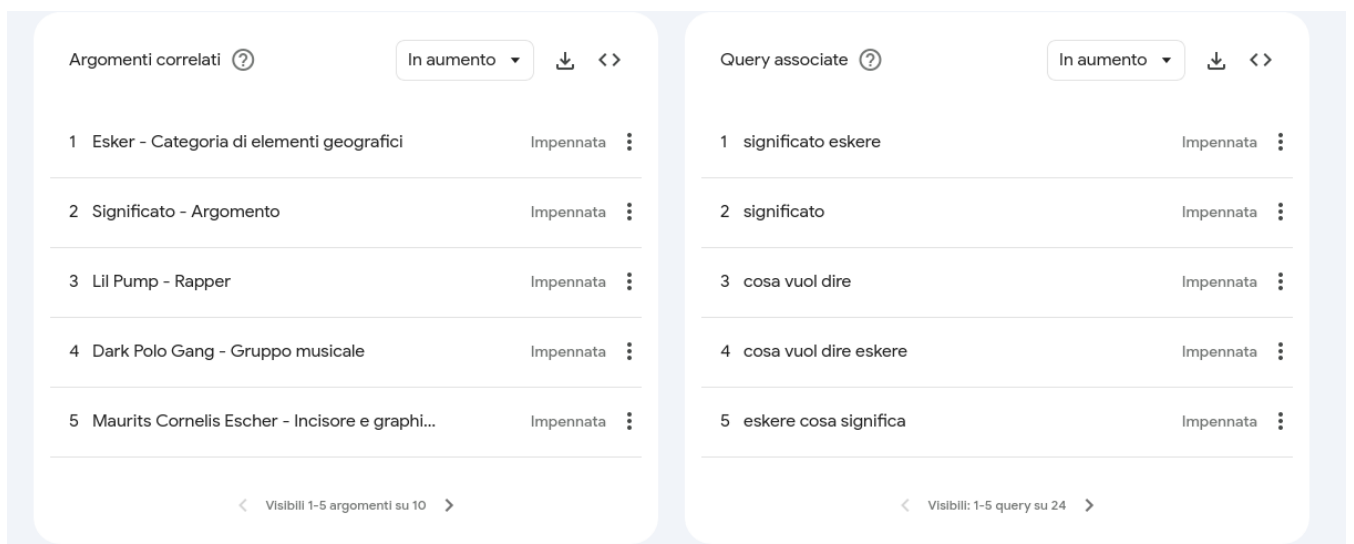 Argomenti correlati
In aumento
1 Esker - Categoria di elementi geografici Impennata
2 Significato - Argomento Impennata
3 Lil Pump - Rapper Impennata
4 Dark Polo Gang - Gruppo musicale Impennata
5 Maurits Cornelis Escher - Incisore e graphi... Impennata
Visibili 1-5 argomenti su 10
Query associate
In aumento
1 significato eskere Impennata
2 significato Impennata
3 cosa vuol dire Impennata
4 cosa vuol dire eskere Impennata
5 eskere cosa significa Impennata
Visibili: 1-5 query su 24